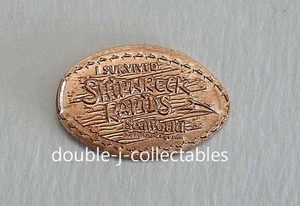 I SURVIVED
SHIPWRECK
RAPIDS
SeaWorld
double-j-collectables